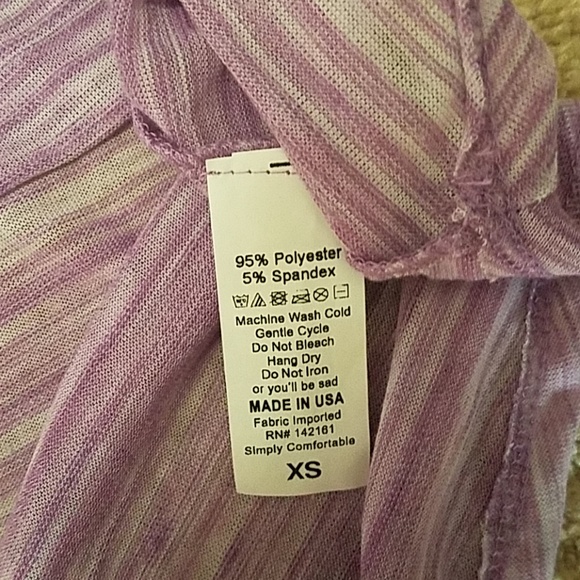 95% Polyester
5% Spandex
Machine Wash Cold
Gentle Cycle
Do Not Bleach
Hang Dry
Do Not Iron
or you'll be sad
MADE IN USA
Fabric Imported
RN# 142161
Simply Comfortable
XS